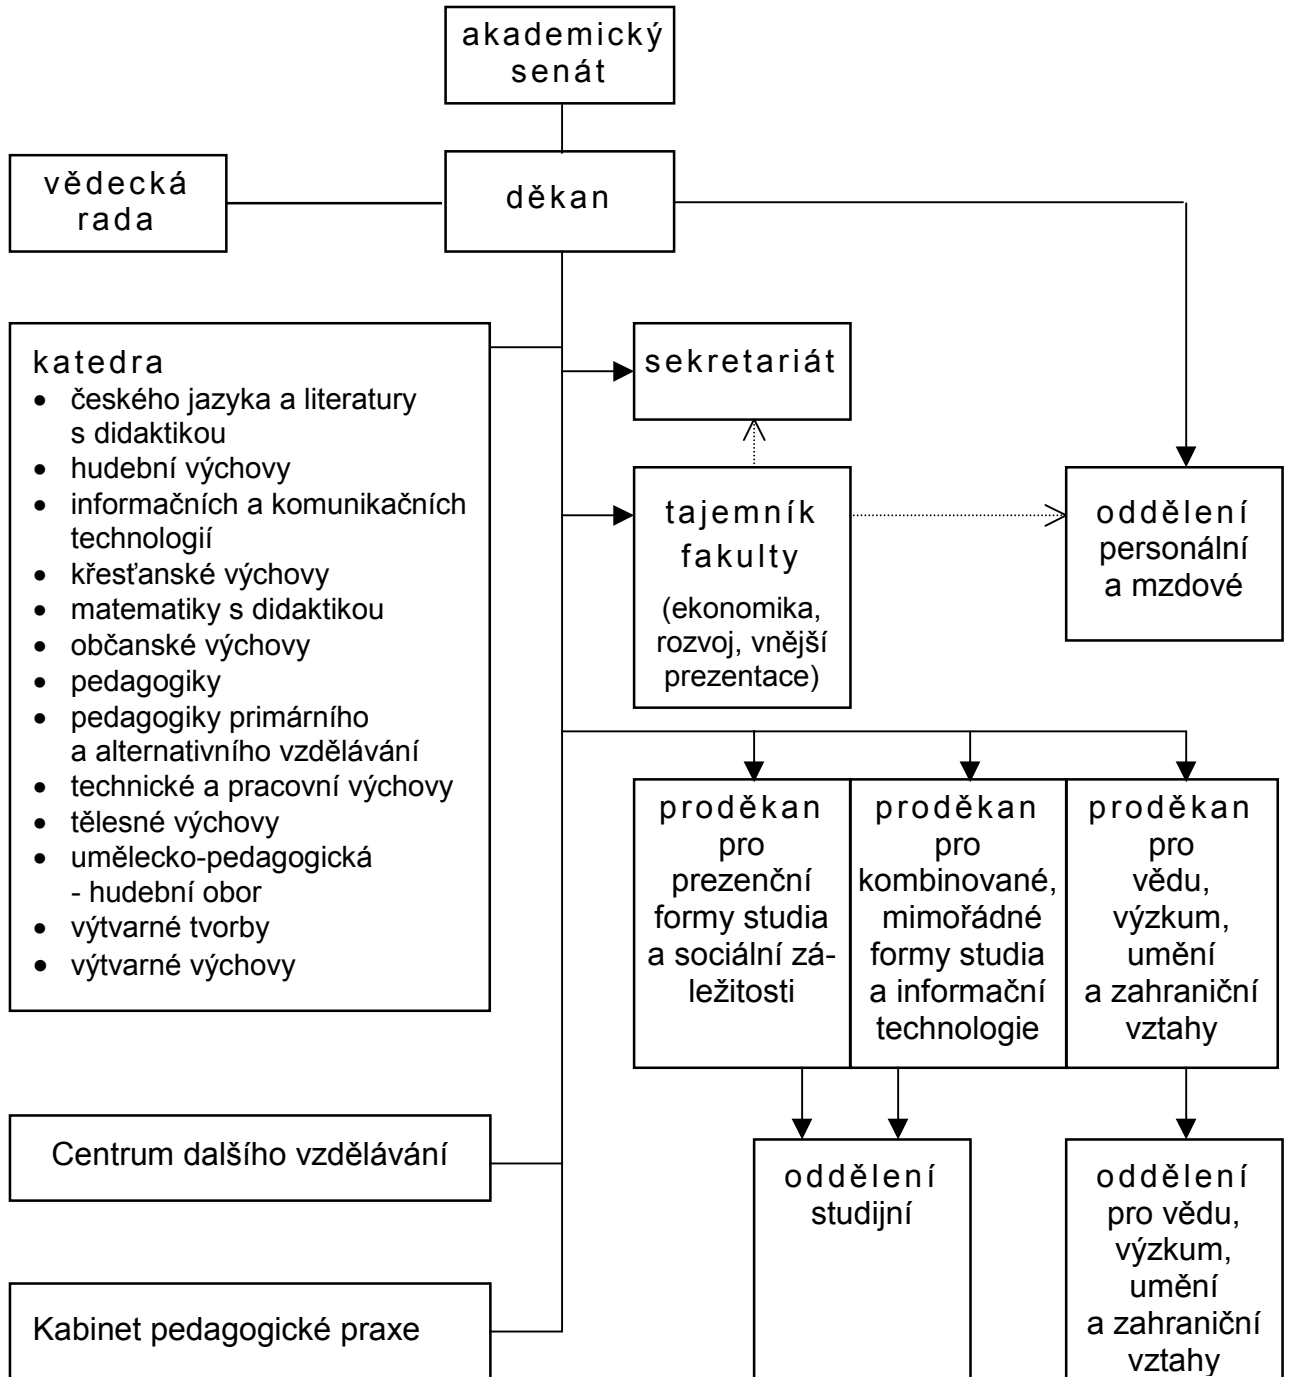 akademický
senát
vědecká
rada
děkan
katedra
• českého jazyka a literatury
s didaktikou
• hudební výchovy
• informačních a komunikačních
technologií
• křesťanské výchovy
• matematiky s didaktikou
• občanské výchovy
• pedagogiky
• pedagogiky primárního
a alternativního vzdělávání
• technické a pracovní výchovy
• tělesné výchovy
• umělecko-pedagogická
- hudební obor
• výtvarné tvorby
• výtvarné výchovy
sekretariát
tajemník
fakulty
(ekonomika,
rozvoj, vnější
prezentace)
oddělení
personální
a mzdové
proděkan
pro
prezenční
formy studia
a sociální zá-
ležitosti
proděkan
pro
kombinované,
mimořádné
formy studia
a informační
technologie
proděkan
pro
vědu,
výzkum,
umění
a zahraniční
vztahy
Centrum dalšího vzdělávání
Kabinet pedagogické praxe
oddělení
studijní
oddělení
pro vědu,
výzkum,
umění
a zahraniční
vztahy